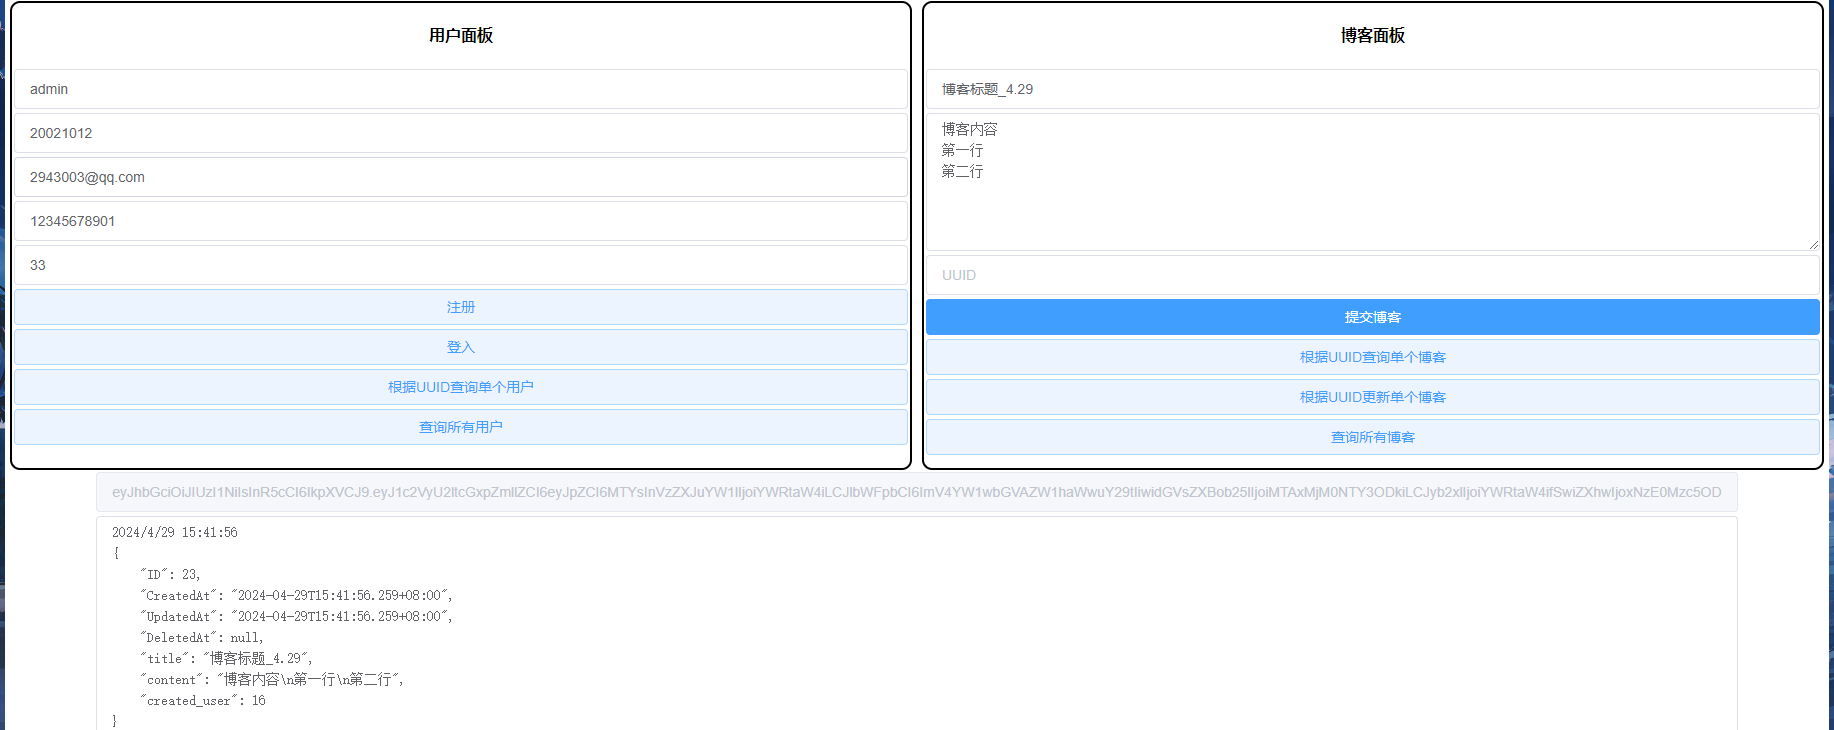 用户面板
admin
20021012
2943003@qq.com
12345678901
33
注册
登入
根据UUID查询单个用户
查询所有用户
博客面板
博客标题_4.29
博客内容
第一行
第二行
UUID
提交博客
根据UUID查询单个博客
根据UUID更新单个博客
查询所有博客
eyJhbGciOiJIUzI1NiIsInR5cCI6IkpXVCJ9.eyJ1c2VyU2ltcGxpZmllZCI6eyJpZCI6MTYsInVzZXJuYW1lIjoiYWRtaW4iLCJlbWFpbCI6ImV4YW1wbGVAZW1haWwuY29tIiwidGVsZXBob25lIjoiMTAxMjM0NTY3ODkiLCJyb2xlIjoiYWRtaW4ifSwiZXhwIjoxNzE0Mzc5OD
2024/4/29 15:41:56
{
"ID": 23,
"CreatedAt": "2024-04-29T15:41:56.259+08:00",
"UpdatedAt": "2024-04-29T15:41:56.259+08:00",
"DeletedAt": null,
"title": "博客标题_4.29",
"content": "博客内容\n第一行\n第二行",
"created_user": 16
}